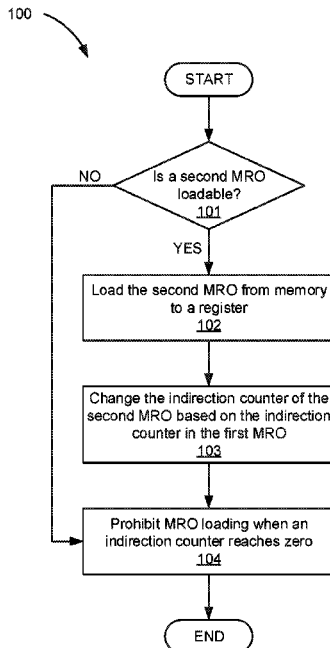 100
START
Is a second MRO
loadable?
101
NO
YES
Load the second MRO from memory
to a register
102
Change the indirection counter of the
second MRO based on the indirection
counter in the first MRO
103
Prohibit MRO loading when an
indirection counter reaches zero
104
END